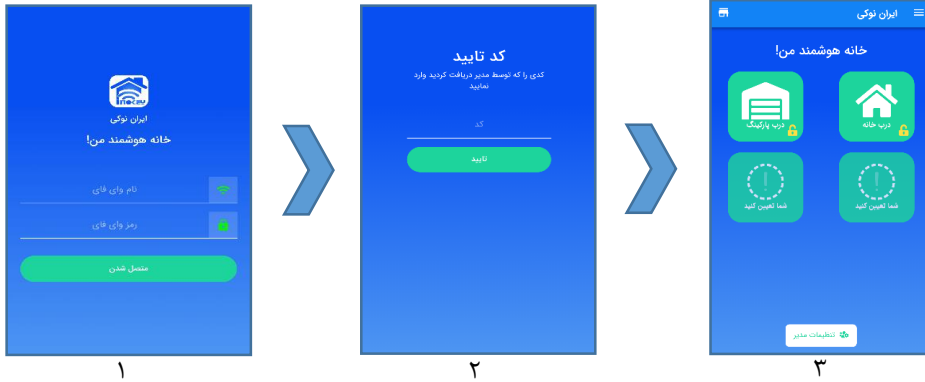 inokey
ایران نوکی
خانه هوشمند من!
نام وای فای
رمز وای فای
متصل شدن
۱
کد تایید
کدی را که توسط مدیر دریافت کردید وارد
نمایید
کد
تایید
۲
ایران نوکی
خانه هوشمند من!
درب خانه
درب پارکینگ
شما تعیین کنید
شما تعیین کنید
تنظیمات مدیر
۳